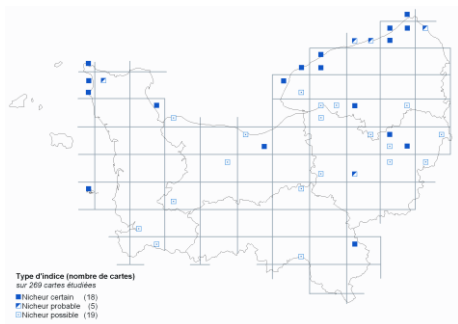 Type d'indice (nombre de cartes)
sur 269 cartes étudiées
Nicheur certain (18)
Nicheur probable (5)
Nicheur possible (19)